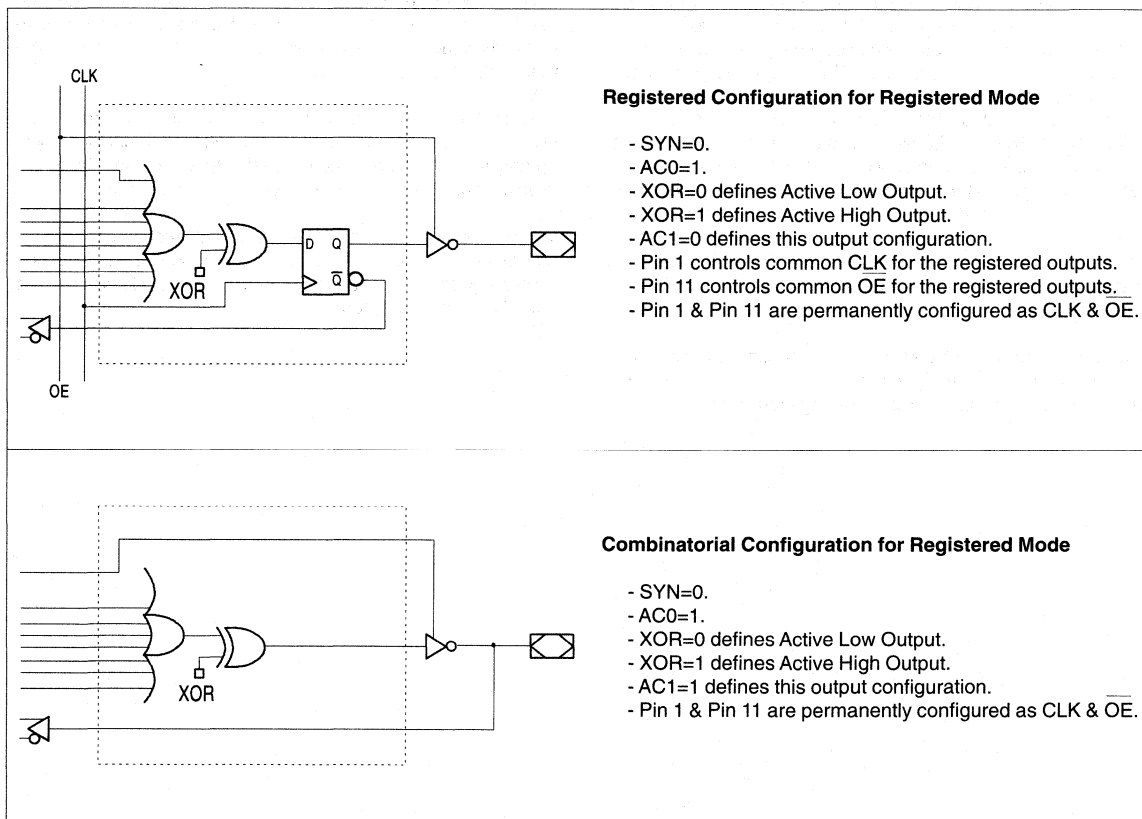 CLK
Registered Configuration for Registered Mode
- SYN=0.
- AC0=1.
- XOR=0 defines Active Low Output.
- XOR=1 defines Active High Output.
- AC1=0 defines this output configuration.
- Pin 1 controls common CLK for the registered outputs.
- Pin 11 controls common O̅E̅ for the registered outputs.
- Pin 1 & Pin 11 are permanently configured as CLK & O̅E̅.
D Q
Q̅
XOR
OE
Combinatorial Configuration for Registered Mode
- SYN=0.
- AC0=1.
- XOR=0 defines Active Low Output.
- XOR=1 defines Active High Output.
- AC1=1 defines this output configuration.
- Pin 1 & Pin 11 are permanently configured as CLK & O̅E̅.
XOR